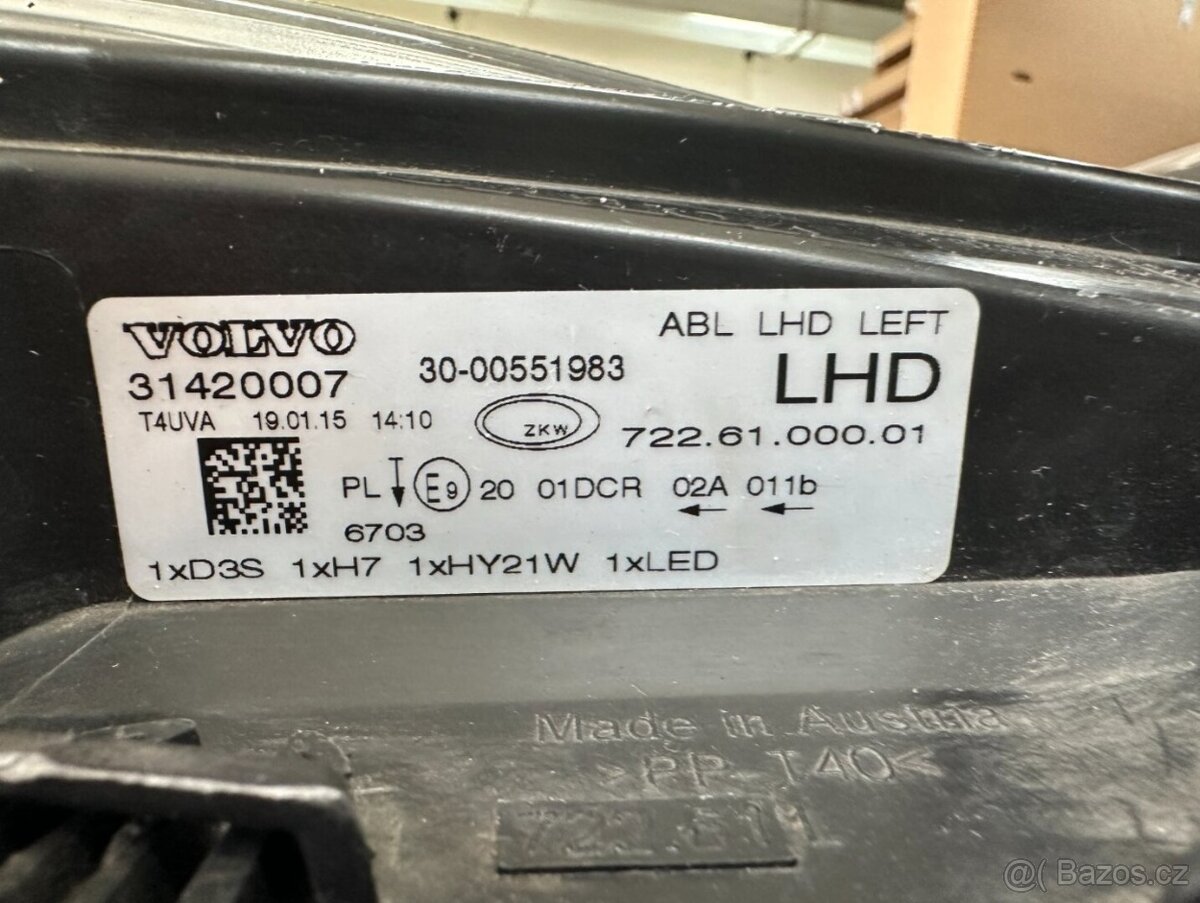 VOLVO
ABL LHD LEFT
31420007
30-00551983
LHD
T4UVA 19.01.15 14:10
ZKW
722.61.000.01
PL E9 20 01DCR 02A 011b
6703
1xD3S 1xH7 1xHY21W 1xLED
Made in Austria
>PP-T40<
@( Bazos.cz